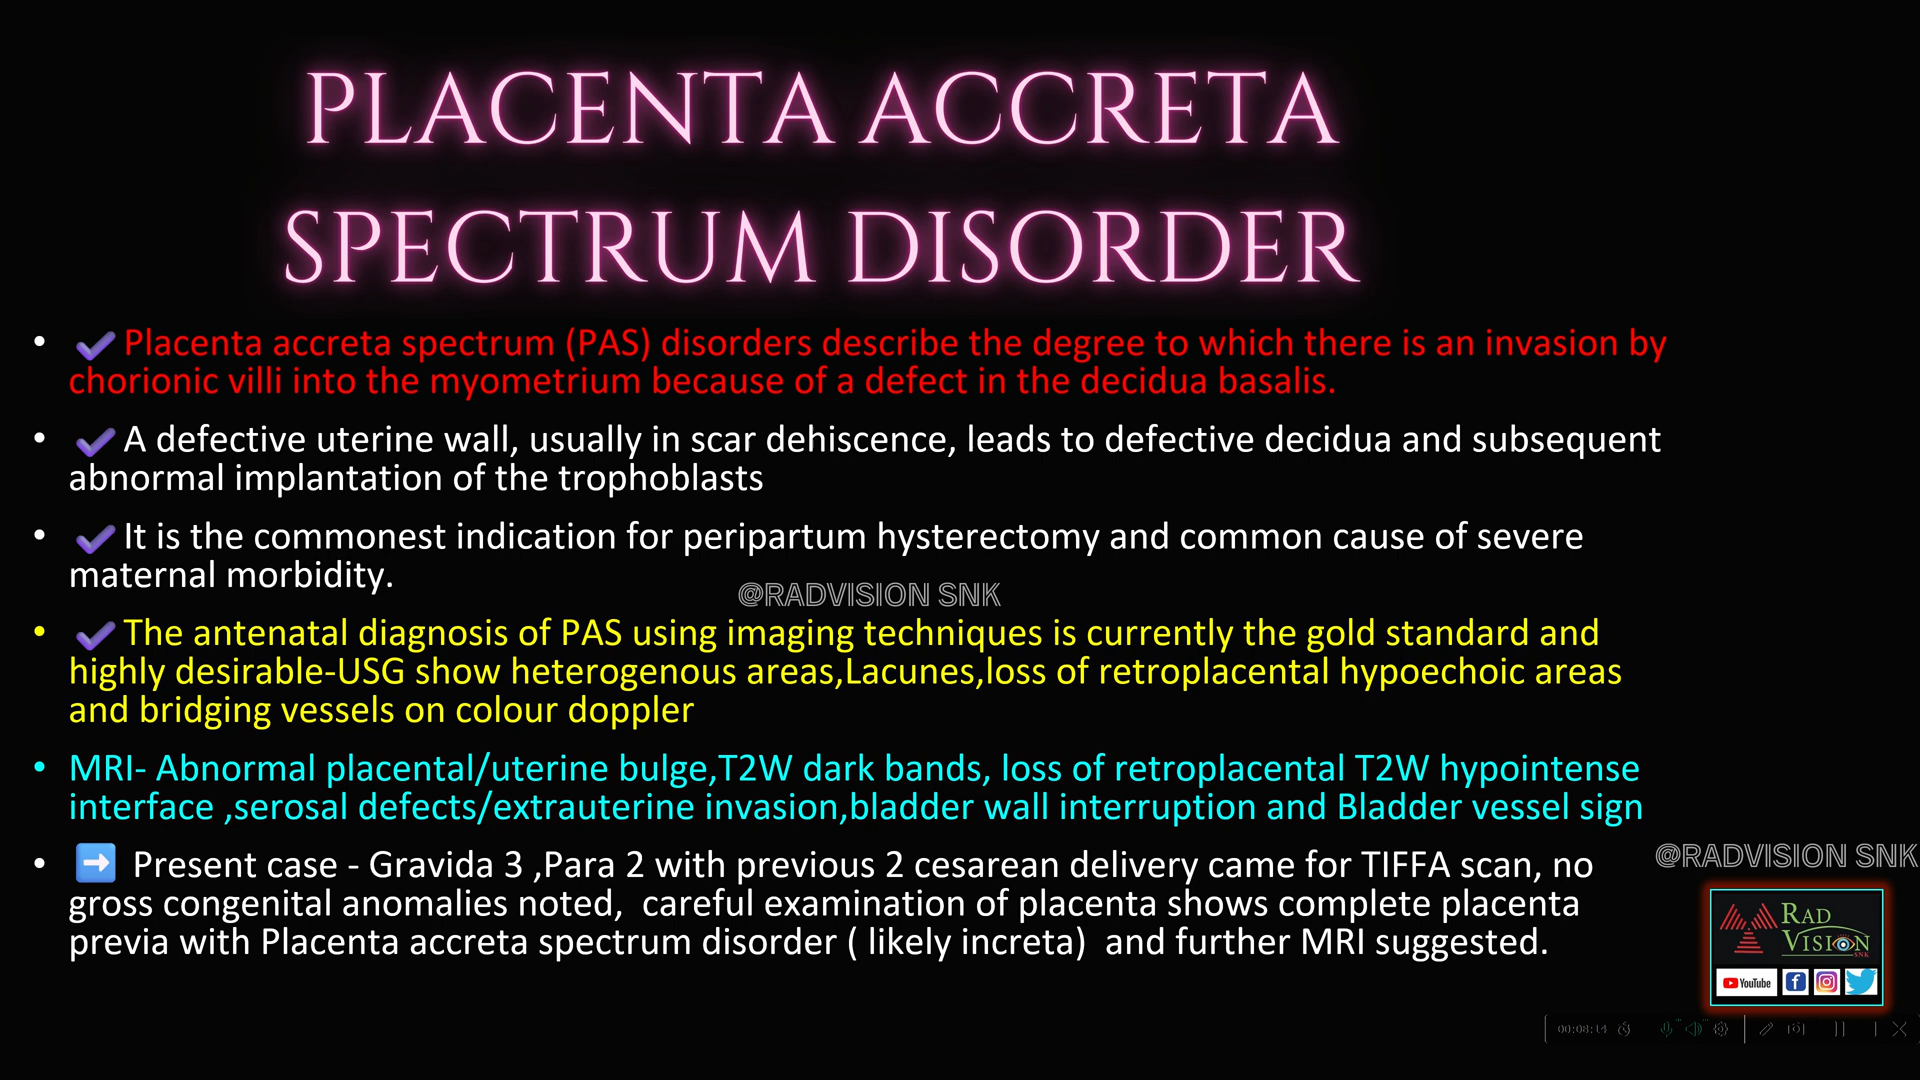 PLACENTA ACCRETA
SPECTRUM DISORDER
• ✔ Placenta accreta spectrum (PAS) disorders describe the degree to which there is an invasion by
chorionic villi into the myometrium because of a defect in the decidua basalis.
• ✔ A defective uterine wall, usually in scar dehiscence, leads to defective decidua and subsequent
abnormal implantation of the trophoblasts
• ✔ It is the commonest indication for peripartum hysterectomy and common cause of severe
maternal morbidity.
@RADVISION SNK
• ✔ The antenatal diagnosis of PAS using imaging techniques is currently the gold standard and
highly desirable-USG show heterogenous areas,Lacunes,loss of retroplacental hypoechoic areas
and bridging vessels on colour doppler
• MRI- Abnormal placental/uterine bulge,T2W dark bands, loss of retroplacental T2W hypointense
interface ,serosal defects/extrauterine invasion,bladder wall interruption and Bladder vessel sign
• ➡ Present case - Gravida 3 ,Para 2 with previous 2 cesarean delivery came for TIFFA scan, no
gross congenital anomalies noted,  careful examination of placenta shows complete placenta
previa with Placenta accreta spectrum disorder ( likely increta)  and further MRI suggested.
@RADVISION SNK
RAD
VISION
SNK
YouTube
00:08:14